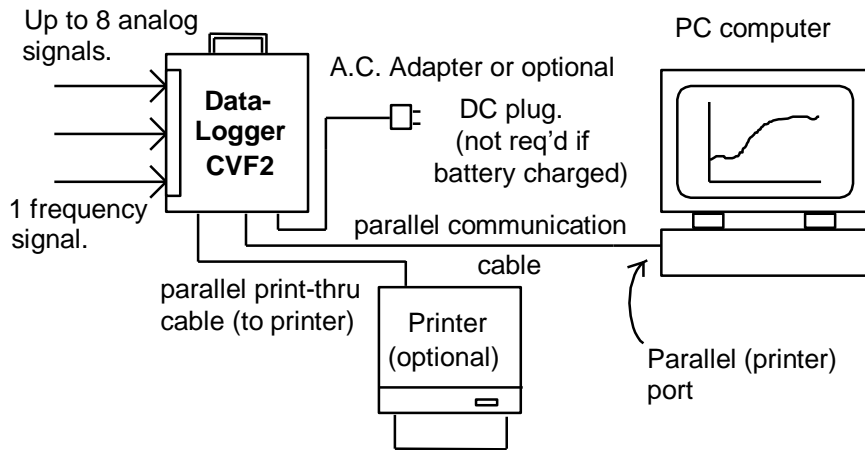 Up to 8 analog
signals.
Data-
Logger
CVF2
1 frequency
signal.
A.C. Adapter or optional
DC plug.
(not req'd if
battery charged)
PC computer
parallel communication
cable
parallel print-thru
cable (to printer)
Printer
(optional)
Parallel (printer)
port